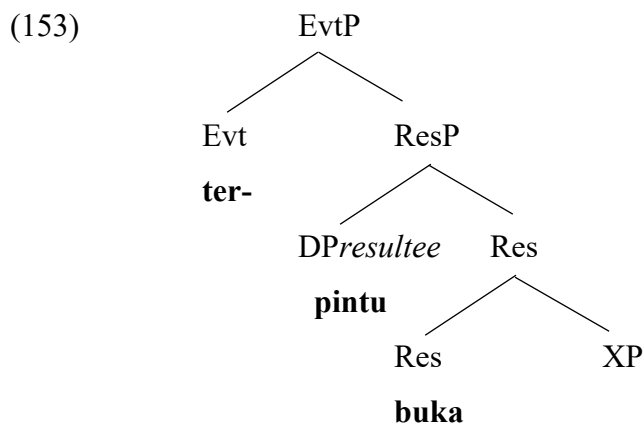 (153) EvtP
Evt ResP
ter-
DPresultee Res
pintu
Res XP
buka